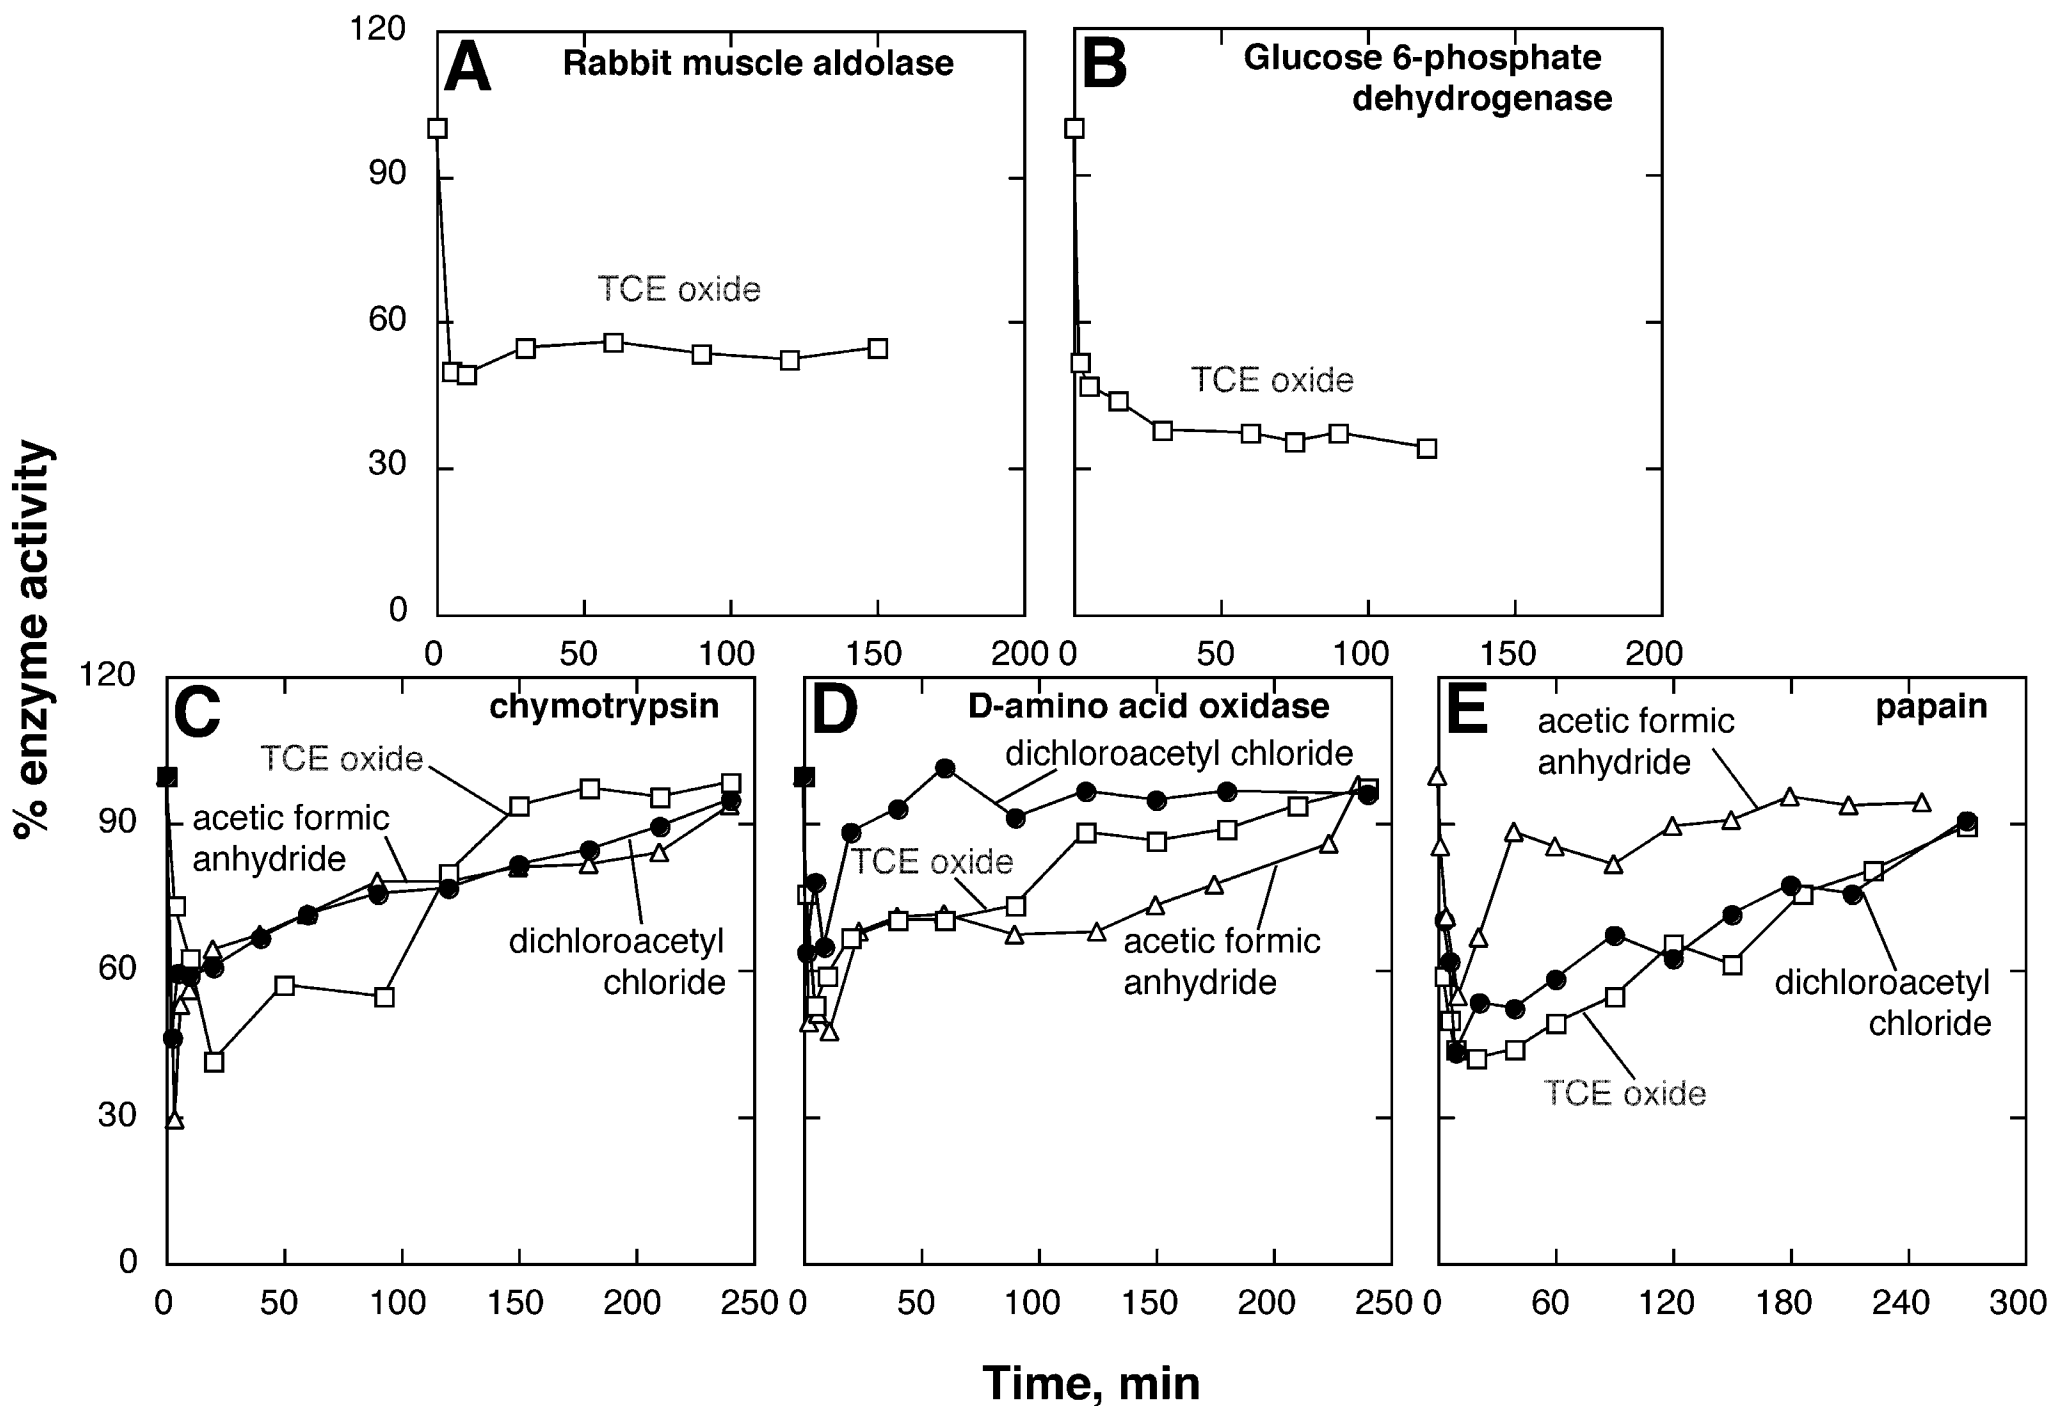 120
A
Rabbit muscle aldolase
B
Glucose 6-phosphate
dehydrogenase
90
TCE oxide
60
TCE oxide
30
0
0 50 100 150 200
0 50 100 150 200
% enzyme activity
120
C
chymotrypsin
TCE oxide
acetic formic
anhydride
dichloroacetyl
chloride
90
60
30
0
0 50 100 150 200 250
D
D-amino acid oxidase
dichloroacetyl chloride
TCE oxide
acetic formic
anhydride
0 50 100 150 200 250
E
papain
acetic formic
anhydride
dichloroacetyl
chloride
TCE oxide
0 60 120 180 240 300
Time, min